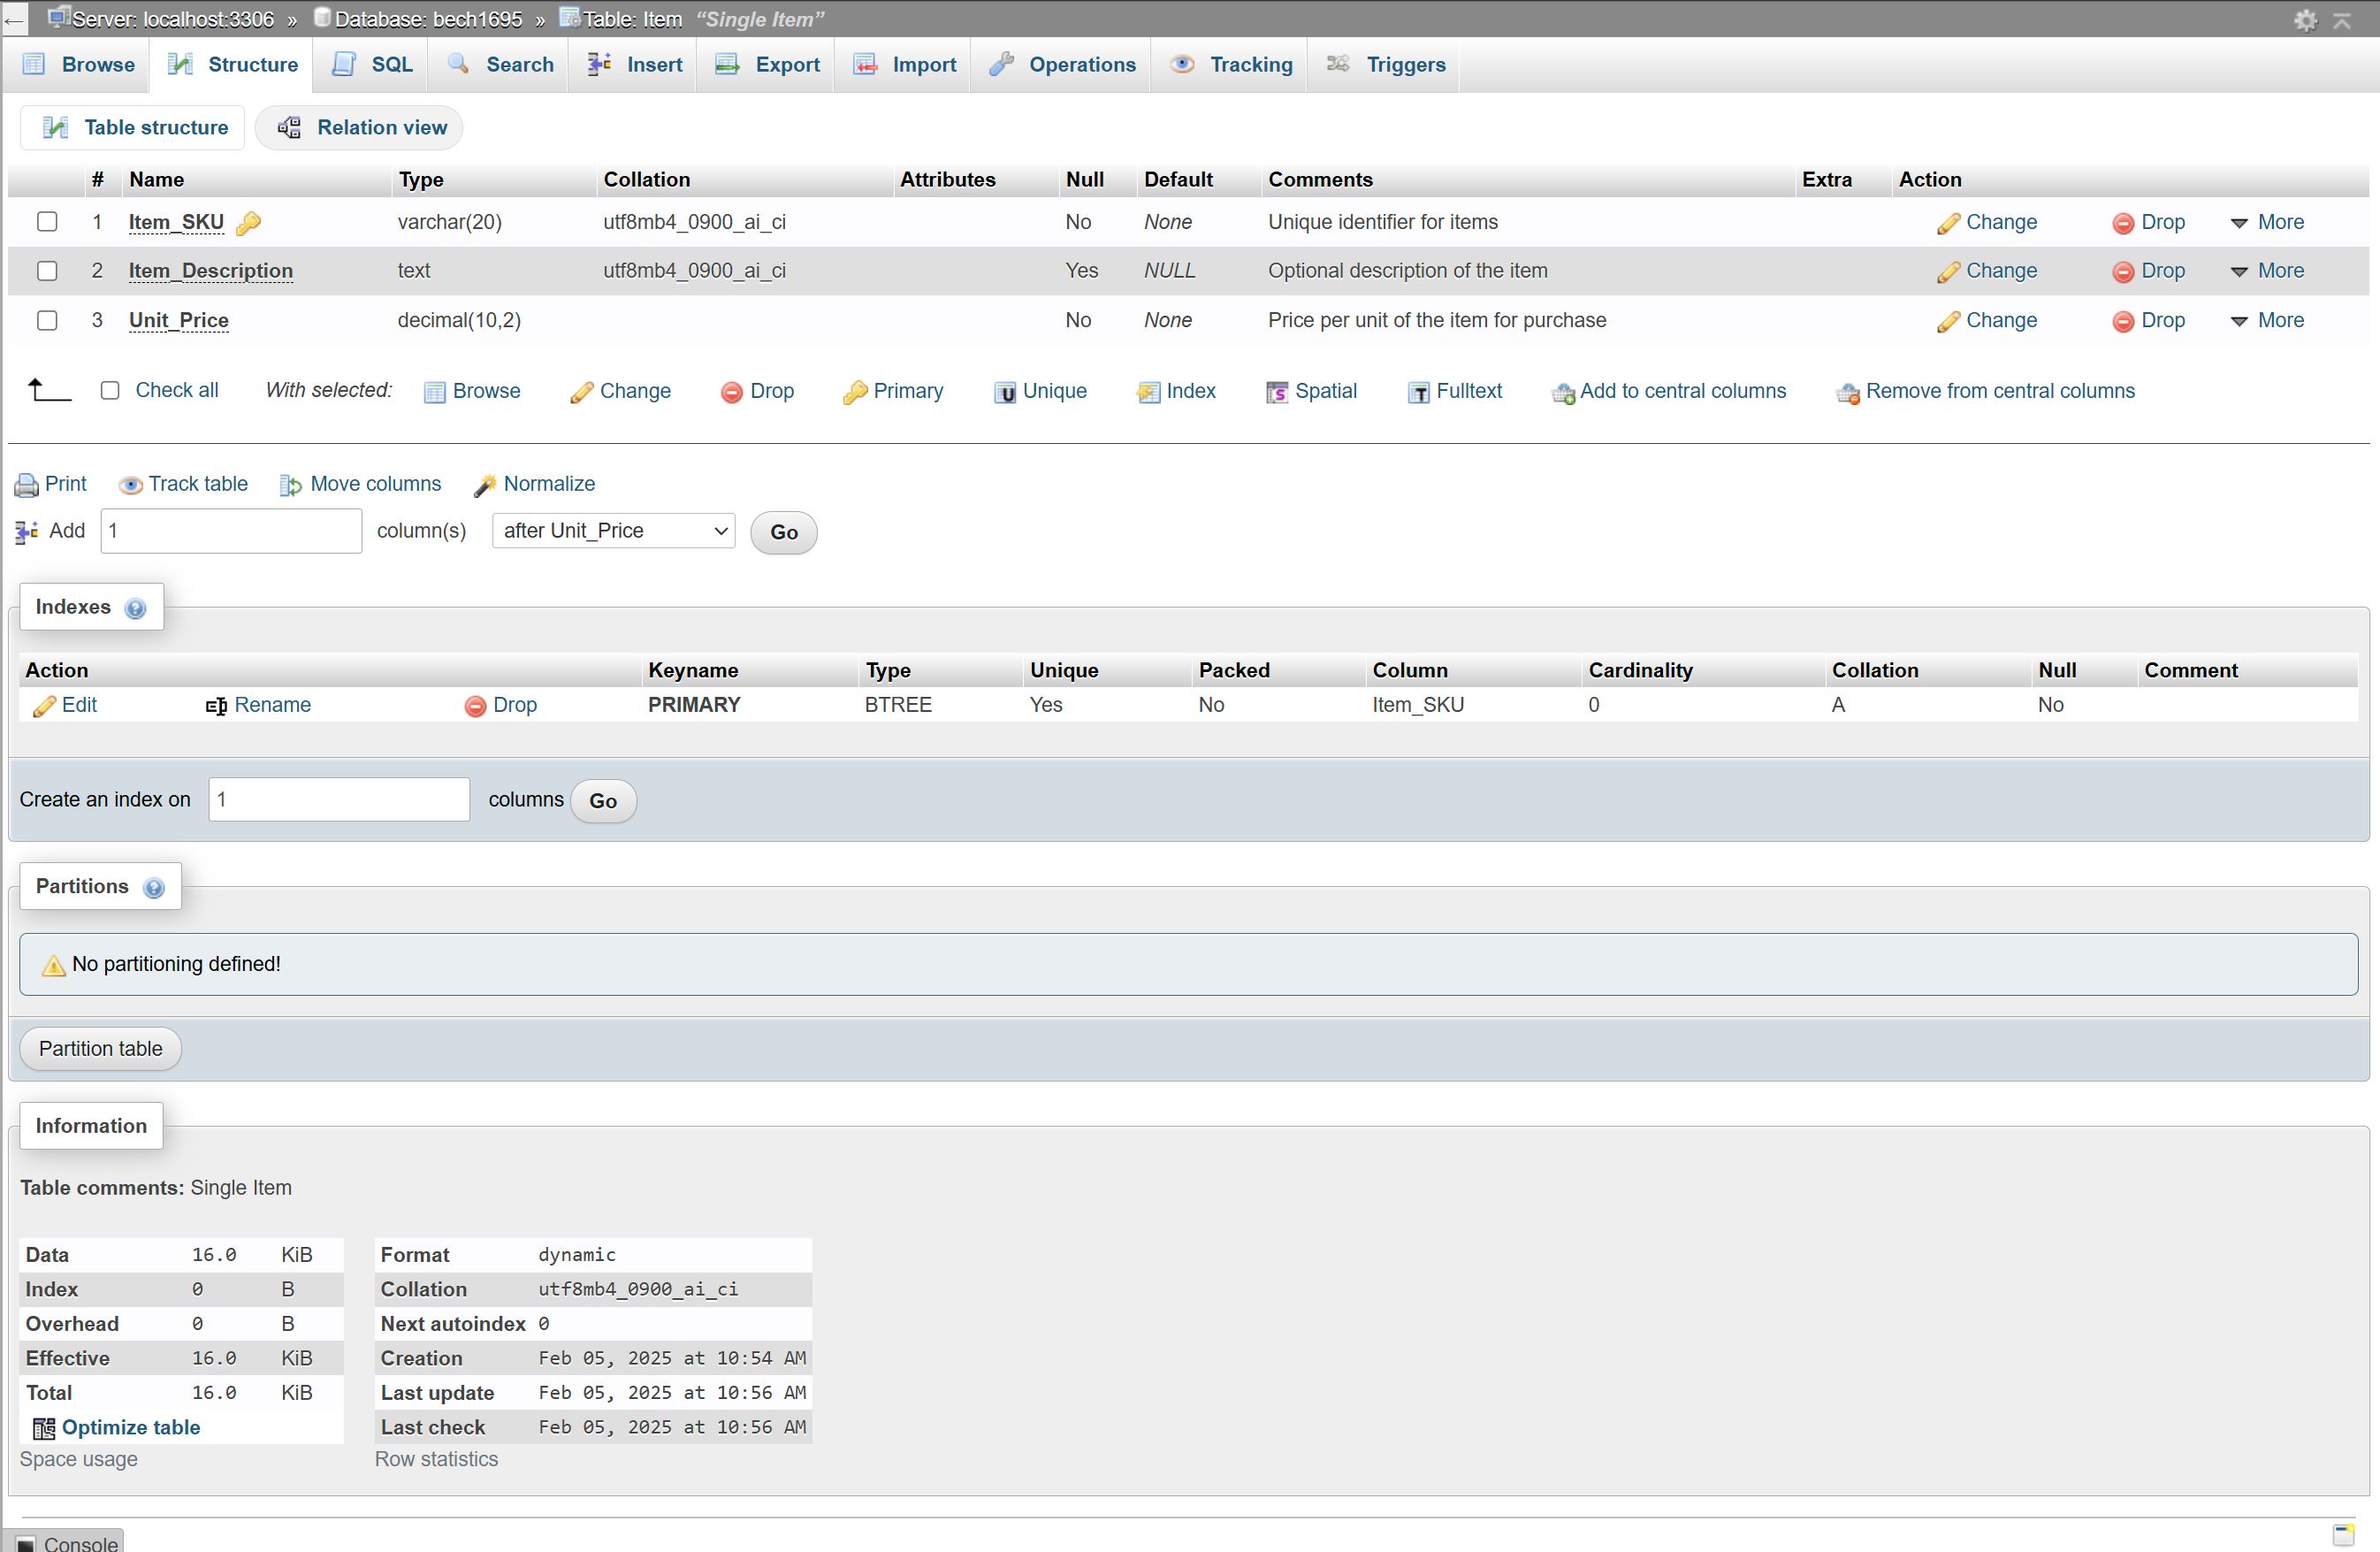 Server: localhost:3306 » Database: bech1695 » Table: Item "Single Item"
Browse Structure SQL Search Insert Export Import Operations Tracking Triggers
Table structure Relation view
# Name Type Collation Attributes Null Default Comments Extra Action
1 Item_SKU varchar(20) utf8mb4_0900_ai_ci No None Unique identifier for items Change Drop More
2 Item_Description text utf8mb4_0900_ai_ci Yes NULL Optional description of the item Change Drop More
3 Unit_Price decimal(10,2) No None Price per unit of the item for purchase Change Drop More
Check all With selected: Browse Change Drop Primary Unique Index Spatial Fulltext Add to central columns Remove from central columns
Print Track table Move columns Normalize
Add 1 column(s) after Unit_Price Go
Indexes
Action Keyname Type Unique Packed Column Cardinality Collation Null Comment
Edit Rename Drop PRIMARY BTREE Yes No Item_SKU 0 A No
Create an index on 1 columns Go
Partitions
No partitioning defined!
Partition table
Information
Table comments: Single Item
Data 16.0 KiB
Index 0 B
Overhead 0 B
Effective 16.0 KiB
Total 16.0 KiB
Optimize table
Space usage
Format dynamic
Collation utf8mb4_0900_ai_ci
Next autoindex 0
Creation Feb 05, 2025 at 10:54 AM
Last update Feb 05, 2025 at 10:56 AM
Last check Feb 05, 2025 at 10:56 AM
Row statistics
Console